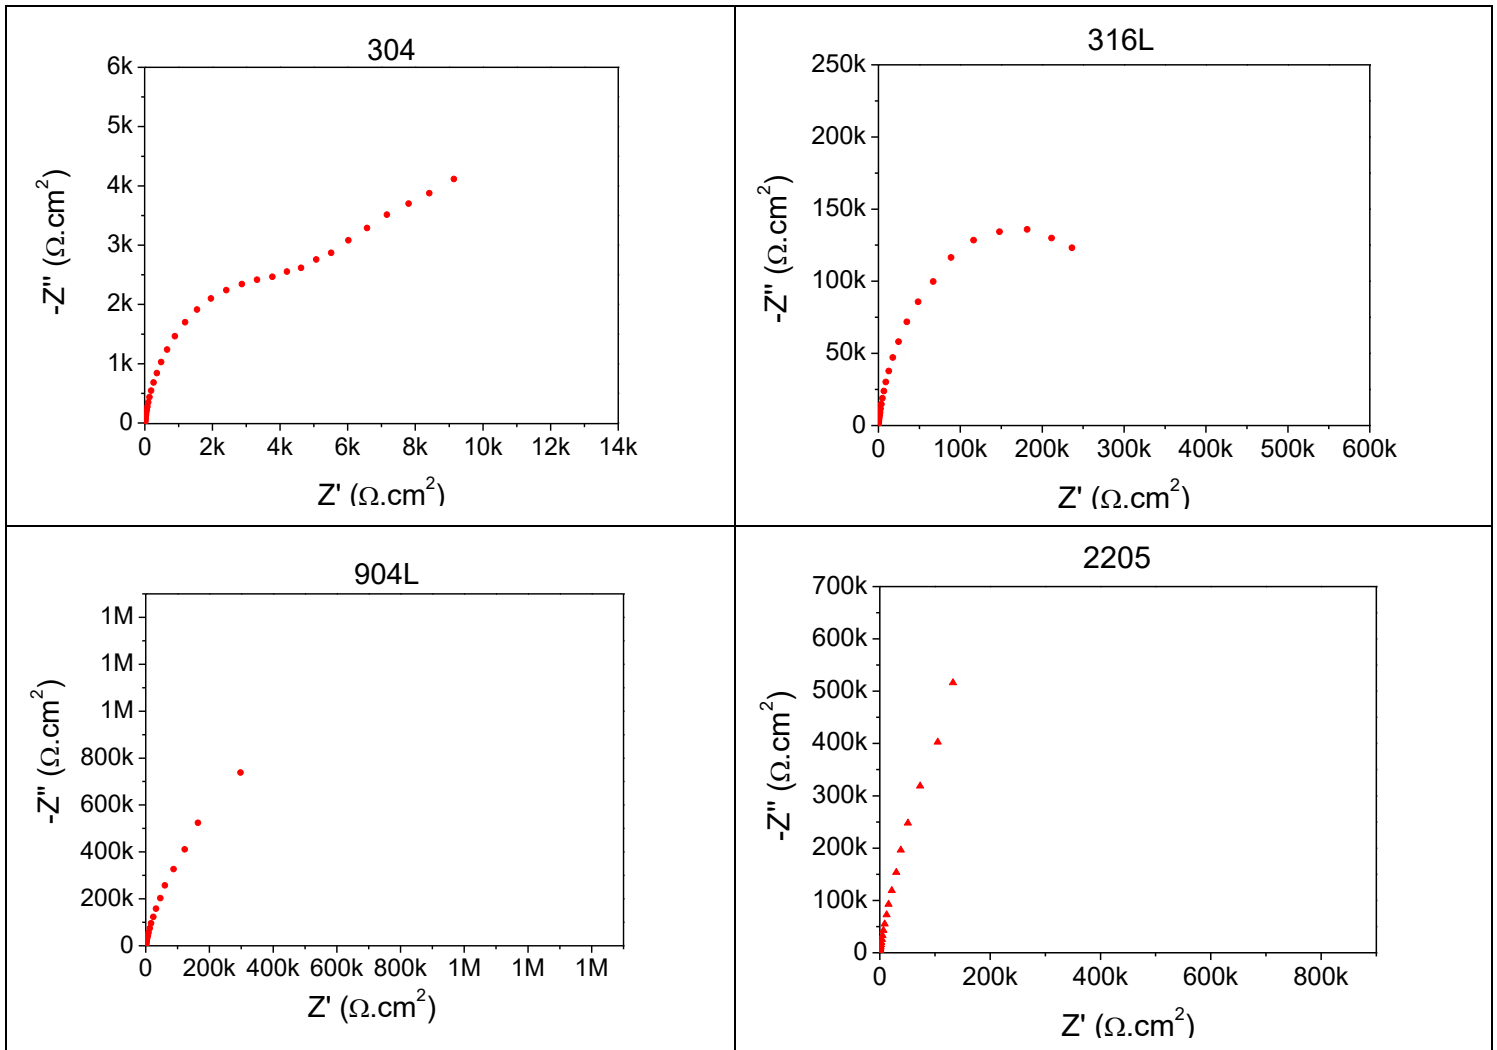 304
6k
5k
4k
3k
2k
1k
0
-Z'' (Ω.cm2)
0 2k 4k 6k 8k 10k 12k 14k
Z' (Ω.cm2)
316L
250k
200k
150k
100k
50k
0
-Z'' (Ω.cm2)
0 100k 200k 300k 400k 500k 600k
Z' (Ω.cm2)
904L
1M
1M
1M
800k
600k
400k
200k
0
-Z'' (Ω.cm2)
0 200k 400k 600k 800k 1M 1M 1M
Z' (Ω.cm2)
2205
700k
600k
500k
400k
300k
200k
100k
0
-Z'' (Ω.cm2)
0 200k 400k 600k 800k
Z' (Ω.cm2)